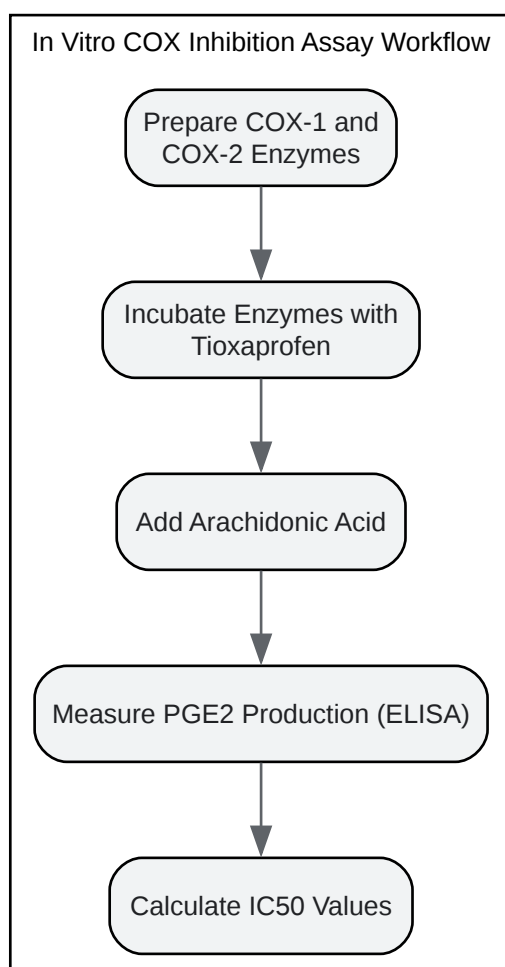 In Vitro COX Inhibition Assay Workflow
Prepare COX-1 and
COX-2 Enzymes
Incubate Enzymes with
Tioxaprofen
Add Arachidonic Acid
Measure PGE2 Production (ELISA)
Calculate IC50 Values